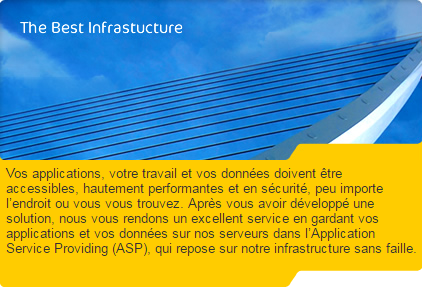 The Best Infrastucture
Vos applications, votre travail et vos données doivent être
accessibles, hautement performantes et en sécurité, peu importe
l'endroit ou vous vous trouvez. Après vous avoir développé une
solution, nous vous rendons un excellent service en gardant vos
applications et vos données sur nos serveurs dans l'Application
Service Providing (ASP), qui repose sur notre infrastructure sans faille.